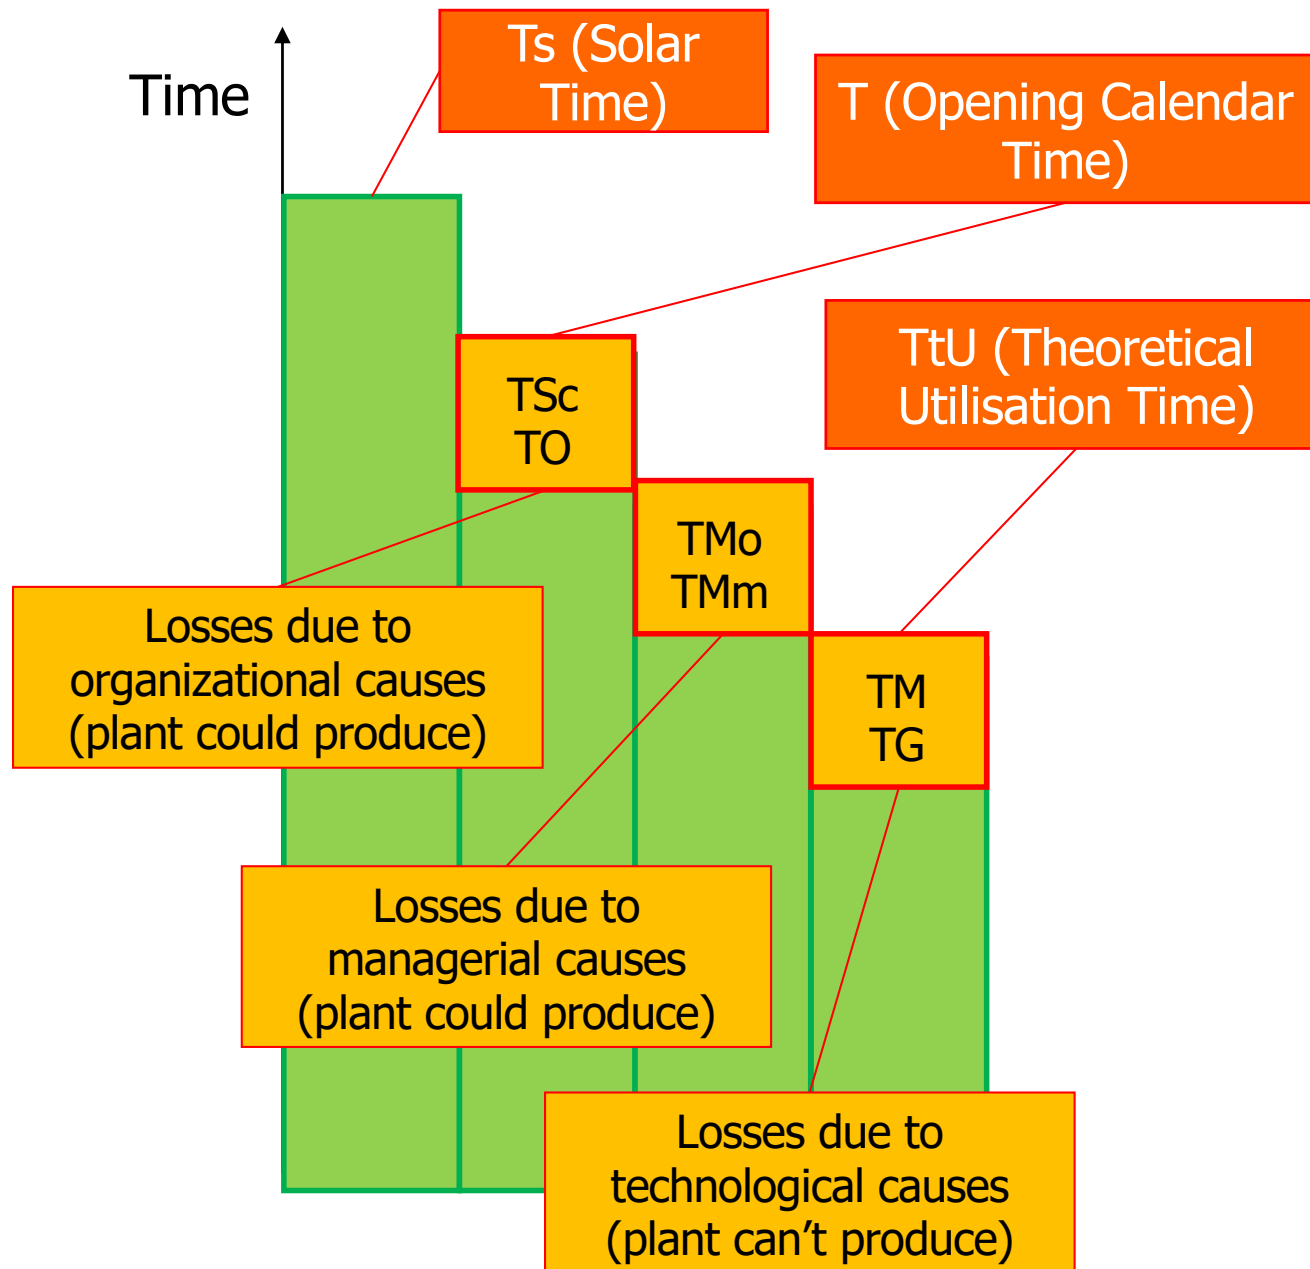 Time
Ts (Solar
Time)
T (Opening Calendar
Time)
TtU (Theoretical
Utilisation Time)
TSc
TO
TMo
TMm
TM
TG
Losses due to
organizational causes
(plant could produce)
Losses due to
managerial causes
(plant could produce)
Losses due to
technological causes
(plant can’t produce)